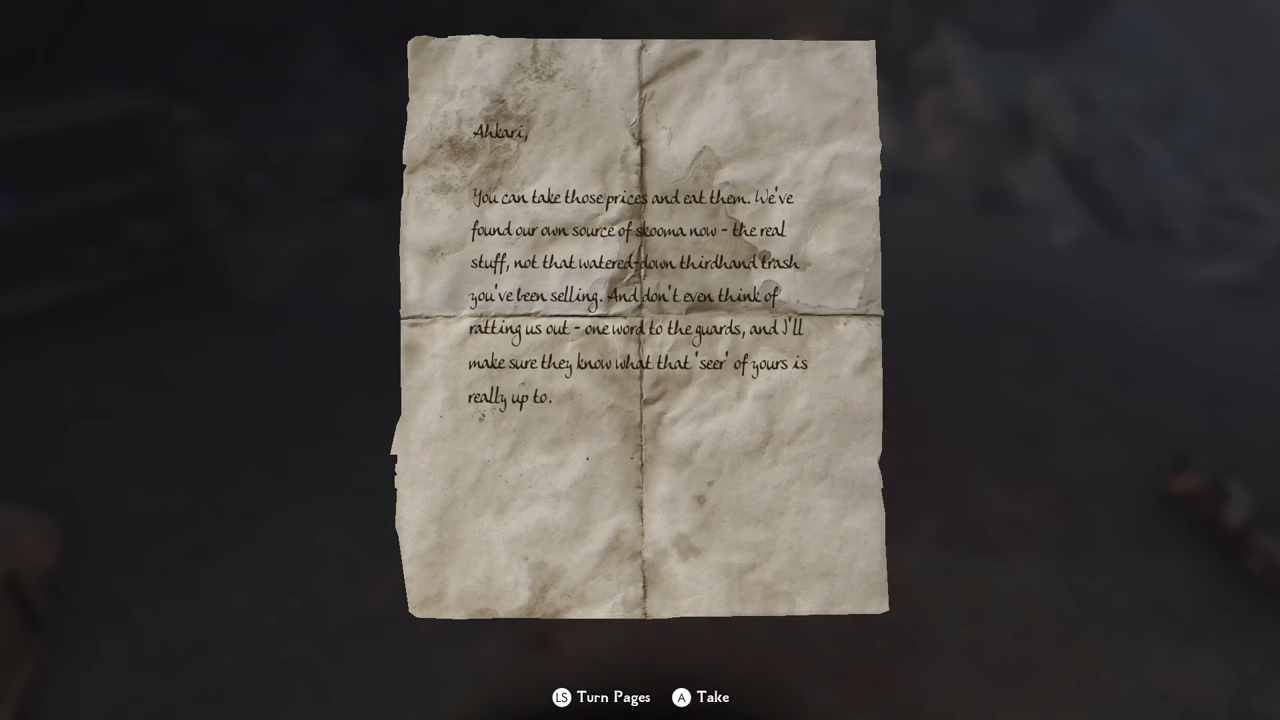 Ahkari,
You can take those prices and eat them. We've
found our own source of skooma now - the real
stuff, not that watered-down thirdhand trash
you've been selling. And don't even think of
ratting us out - one word to the guards, and I'll
make sure they know what that 'seer' of yours is
really up to.
LS Turn Pages A Take